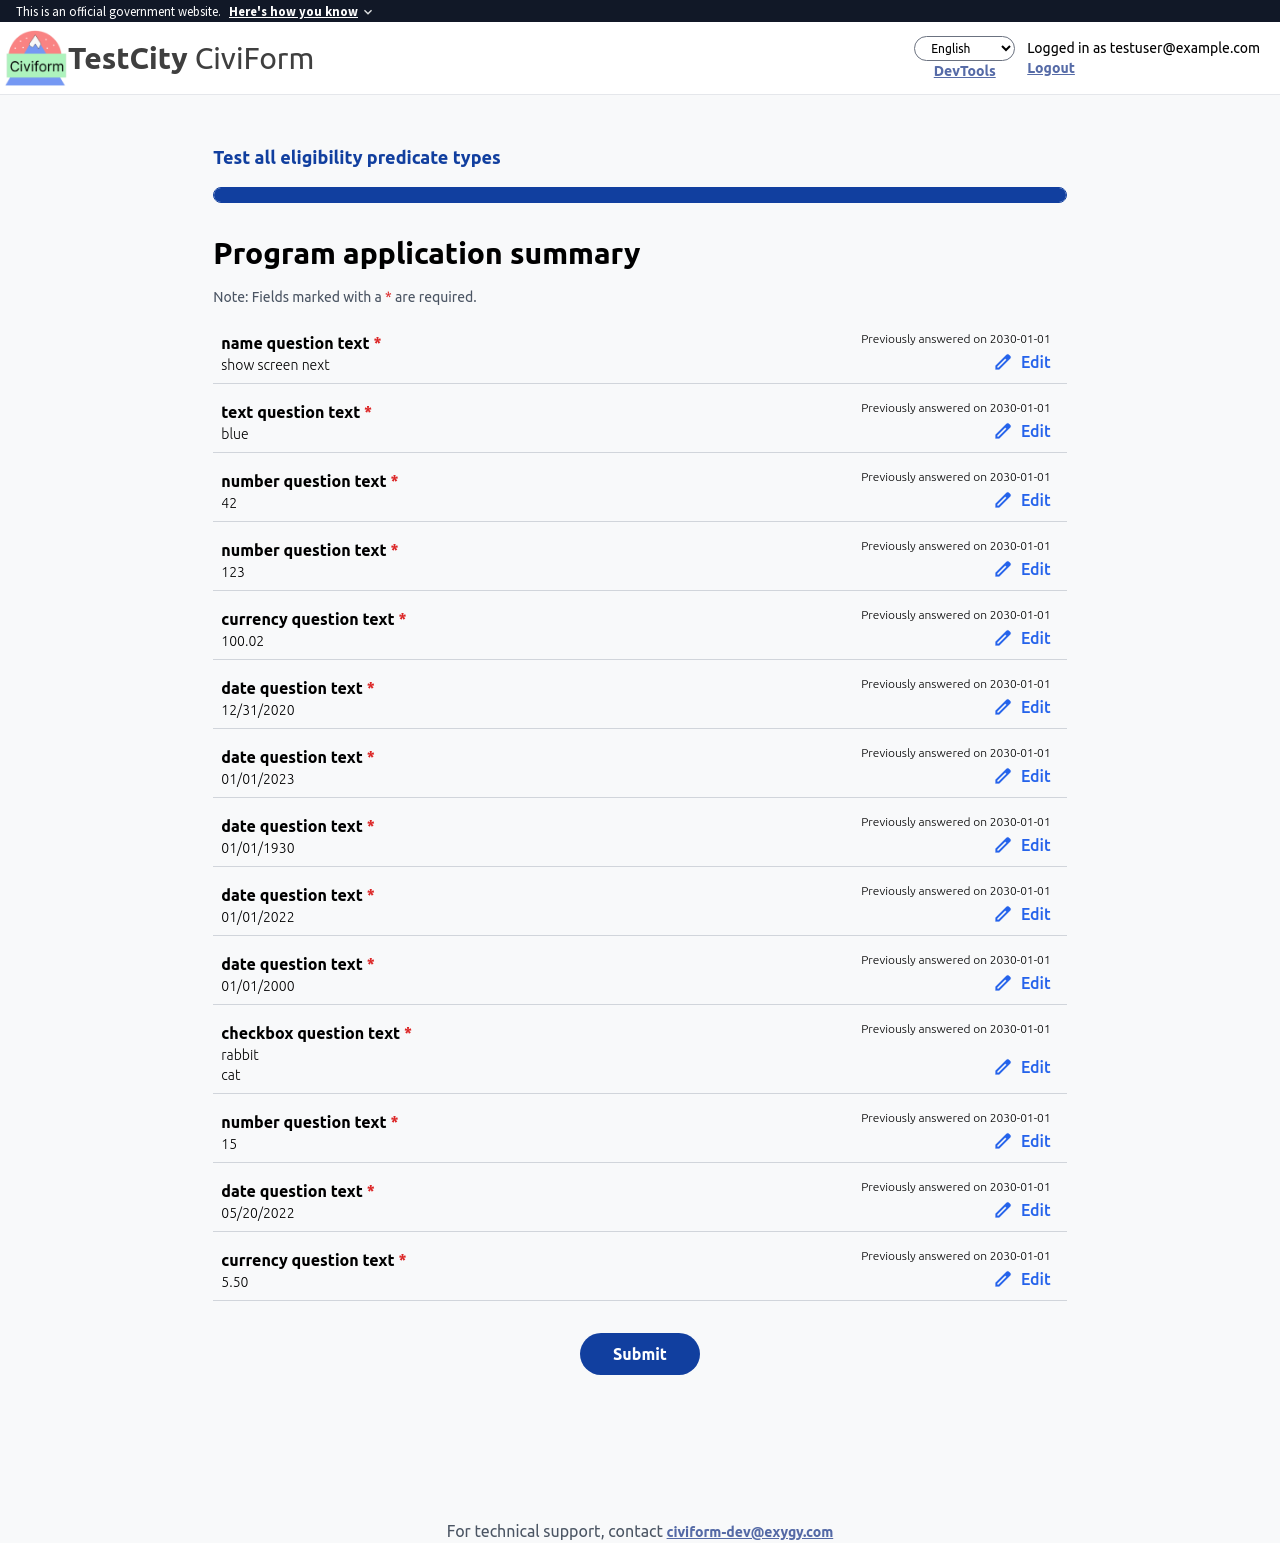 This is an official government website. Here's how you know
Civiform
TestCity CiviForm
English
DevTools
Logged in as testuser@example.com
Logout
Test all eligibility predicate types
Program application summary
Note: Fields marked with a * are required.
name question text *
show screen next
Previously answered on 2030-01-01
Edit
text question text *
blue
Previously answered on 2030-01-01
Edit
number question text *
42
Previously answered on 2030-01-01
Edit
number question text *
123
Previously answered on 2030-01-01
Edit
currency question text *
100.02
Previously answered on 2030-01-01
Edit
date question text *
12/31/2020
Previously answered on 2030-01-01
Edit
date question text *
01/01/2023
Previously answered on 2030-01-01
Edit
date question text *
01/01/1930
Previously answered on 2030-01-01
Edit
date question text *
01/01/2022
Previously answered on 2030-01-01
Edit
date question text *
01/01/2000
Previously answered on 2030-01-01
Edit
checkbox question text *
rabbit
cat
Previously answered on 2030-01-01
Edit
number question text *
15
Previously answered on 2030-01-01
Edit
date question text *
05/20/2022
Previously answered on 2030-01-01
Edit
currency question text *
5.50
Previously answered on 2030-01-01
Edit
Submit
For technical support, contact civiform-dev@exygy.com